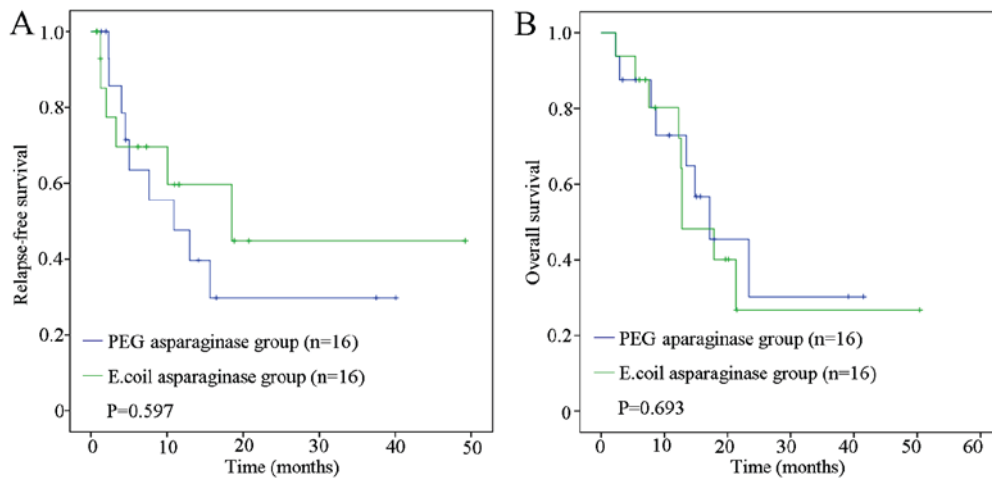 A
1.0
0.8
0.6
0.4
0.2
0
Relapse-free survival
PEG asparaginase group (n=16)
E.coil asparaginase group (n=16)
P=0.597
0 10 20 30 40 50
Time (months)
B
1.0
0.8
0.6
0.4
0.2
0
Overall survival
PEG aparaginase group (n=16)
E.coil asparaginase group (n=16)
P=0.693
0 10 20 30 40 50 60
Time (months)